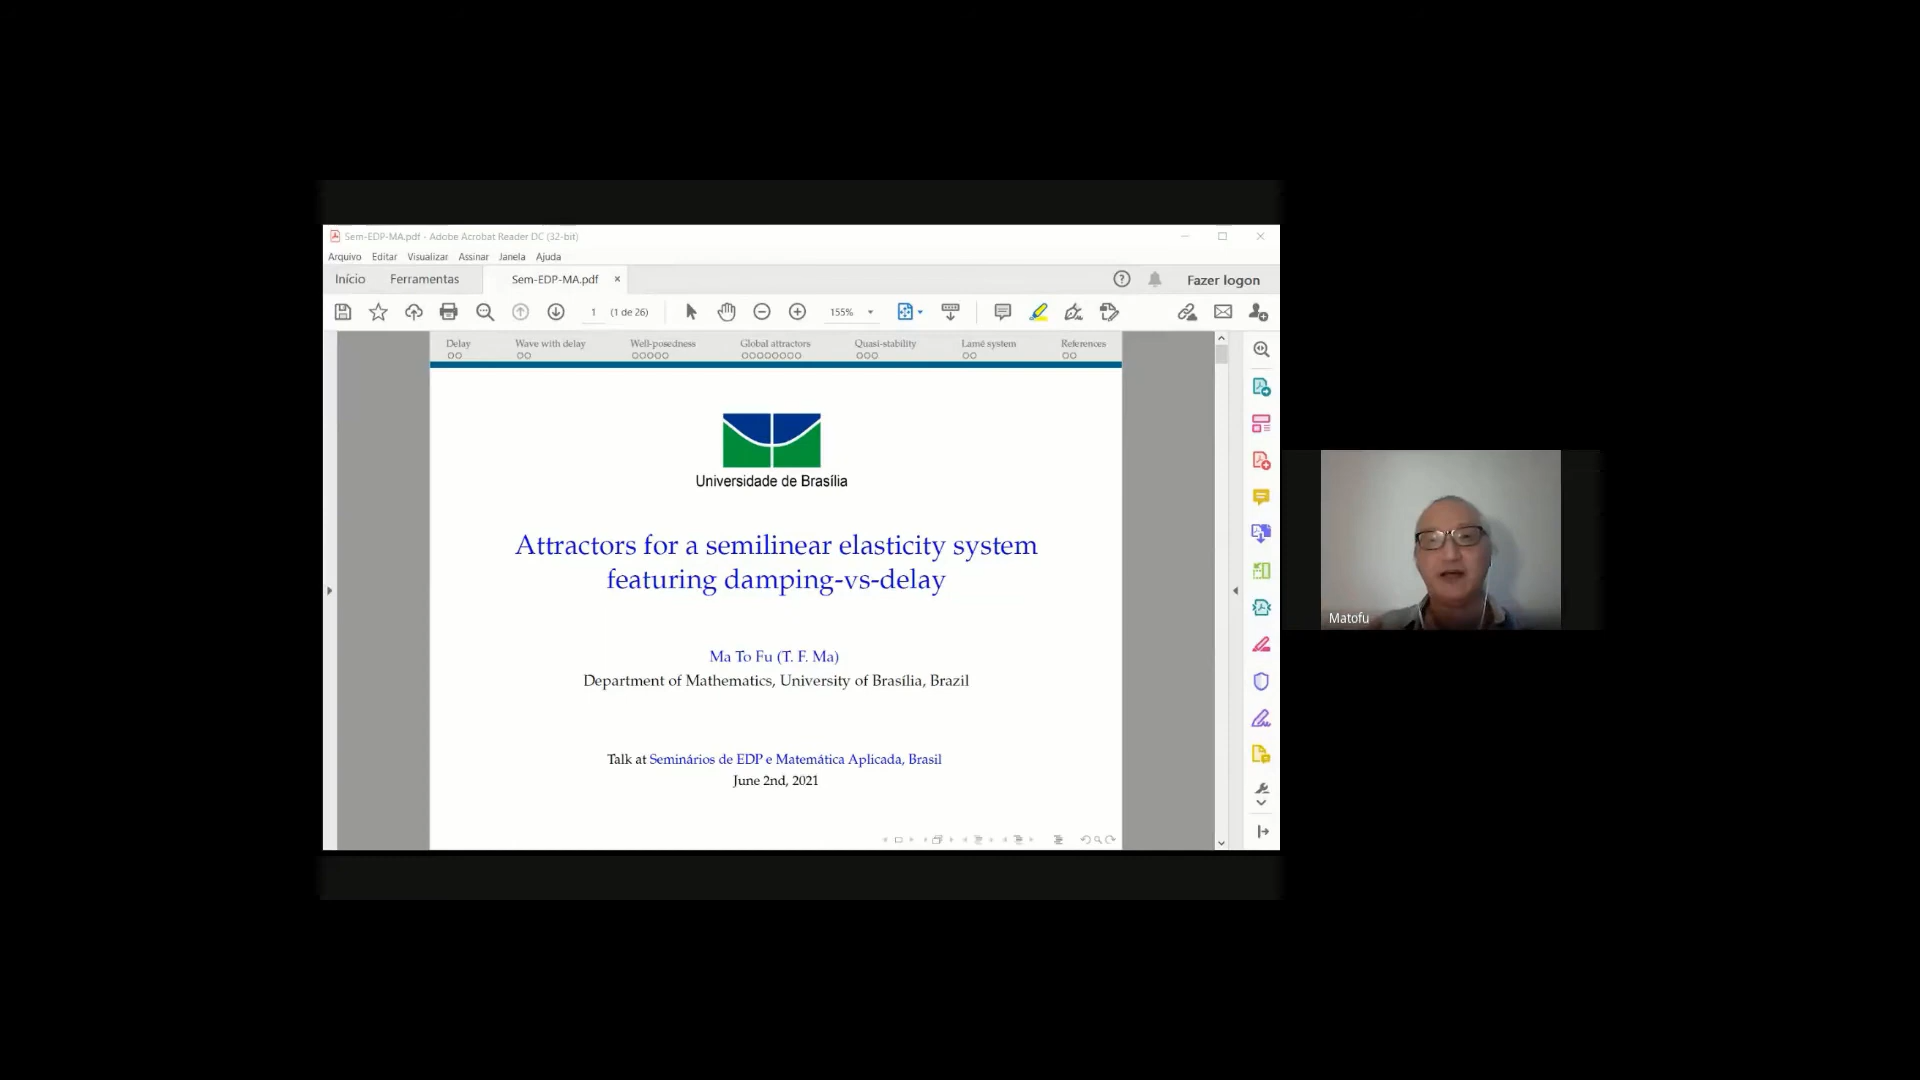 Sem-EDP-MA.pdf - Adobe Acrobat Reader DC (32-bit)
Arquivo Editar Visualizar Assinar Janela Ajuda
Início Ferramentas Sem-EDP-MA.pdf × Fazer logon
1 (1 de 26) 155%
Delay Wave with delay Well-posedness Global attractors Quasi-stability Lamé system References
Universidade de Brasília
Attractors for a semilinear elasticity system
featuring damping-vs-delay
Ma To Fu (T. F. Ma)
Department of Mathematics, University of Brasília, Brazil
Talk at Seminários de EDP e Matemática Aplicada, Brasil
June 2nd, 2021
Matofu